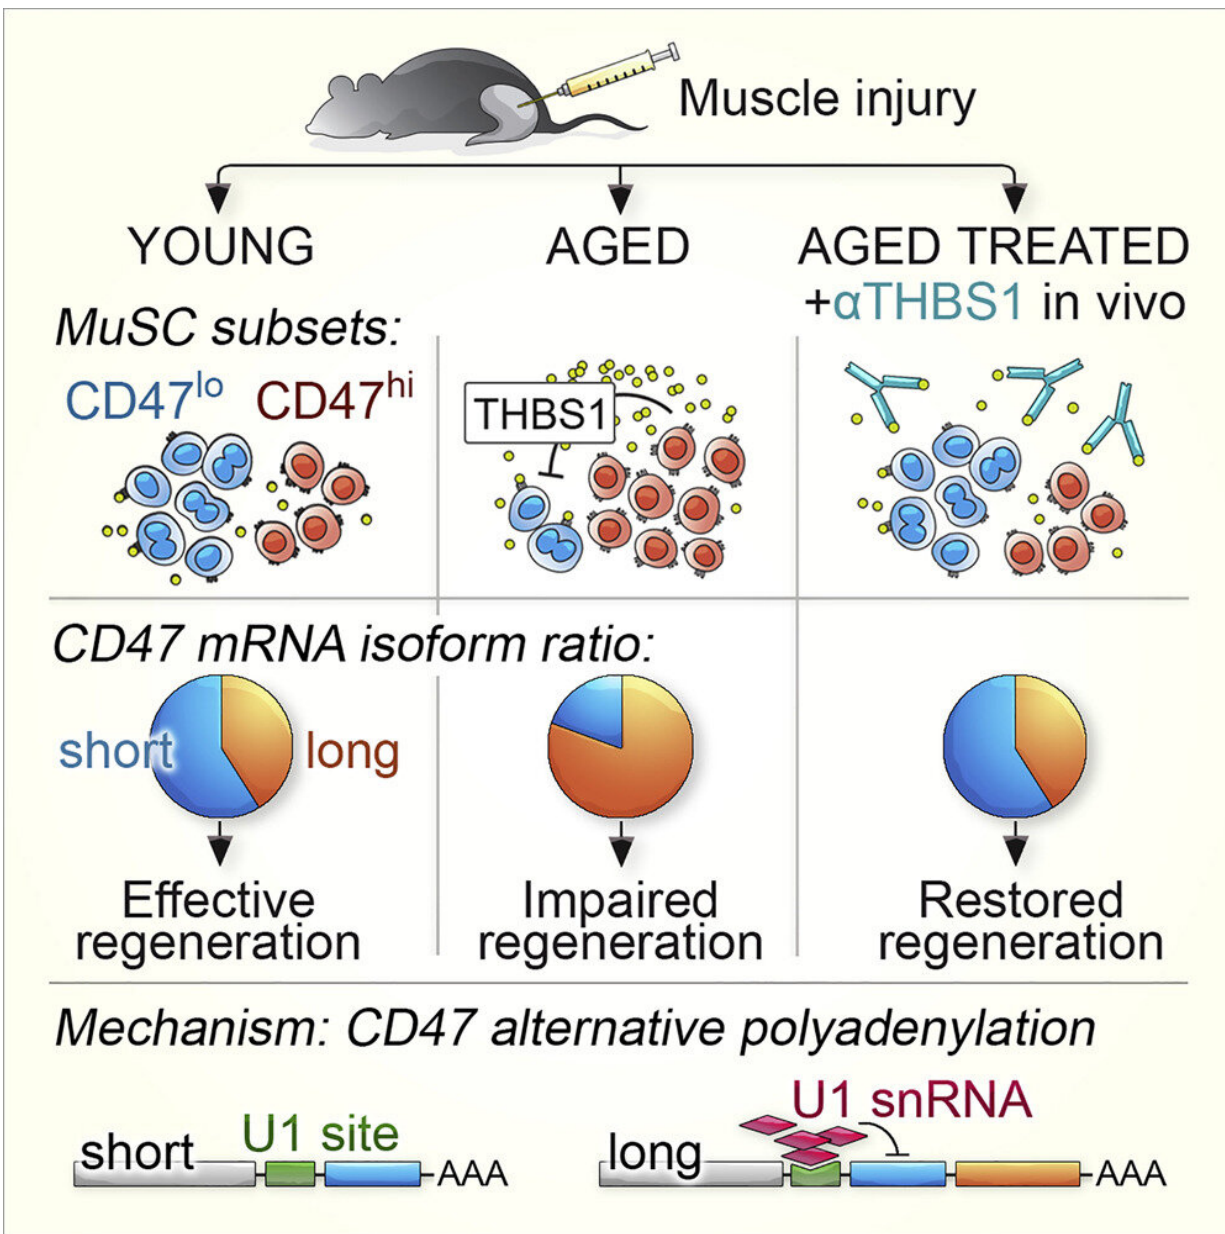 Muscle injury
YOUNG
AGED
AGED TREATED
+αTHBS1 in vivo
MuSC subsets:
CD47lo CD47hi
THBS1
CD47 mRNA isoform ratio:
short long
Effective
regeneration
Impaired
regeneration
Restored
regeneration
Mechanism: CD47 alternative polyadenylation
short U1 site AAA
U1 snRNA
long AAA